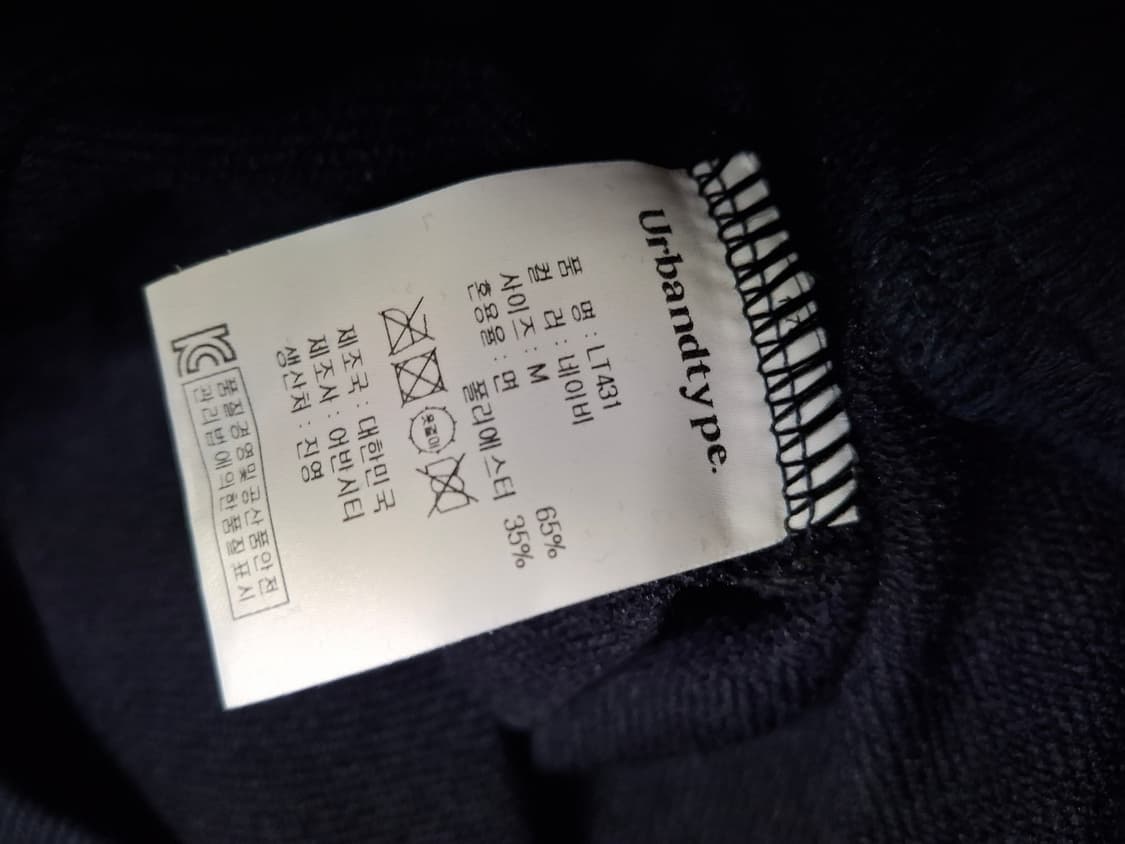 Urbandtype.
품 명 : LT431
컬 러 : 네이비
사이즈 : M
혼용율 : 면 65%
폴리에스터 35%
옷걸이
제조국 : 대한민국
제조사 : 어반시티
생산처 : 진영
품질경영및공산품안전
관리법에의한품질표시